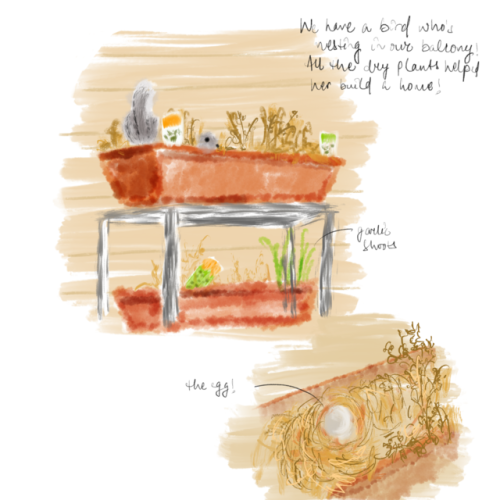 We have a bird who's
nesting in our balcony!
All the dry plants helped
her build a home!
garlic
shoots
the egg!